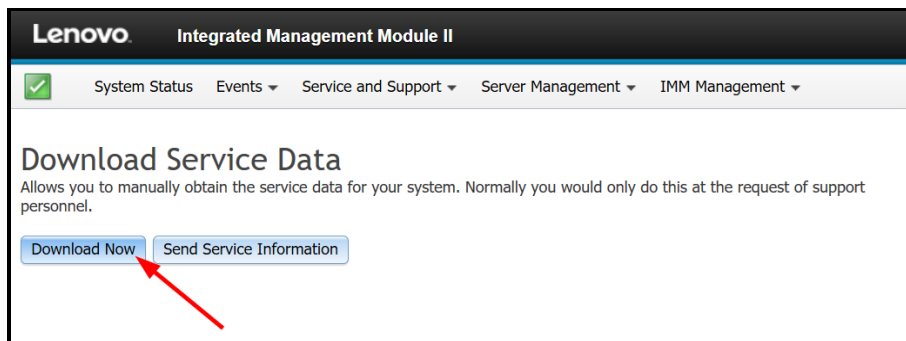 Lenovo. Integrated Management Module II
System Status Events Service and Support Server Management IMM Management
Download Service Data
Allows you to manually obtain the service data for your system. Normally you would only do this at the request of support
personnel.
Download Now Send Service Information